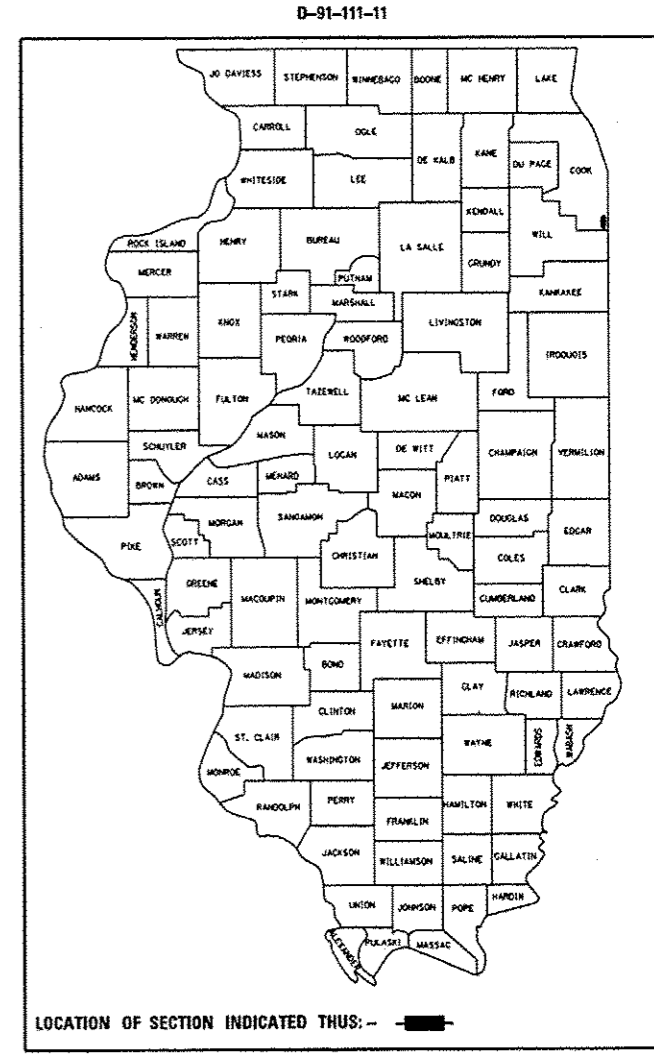 D-91-111-11
JO DAVIESS STEPHENSON WINNEBAGO BOONE MC HENRY LAKE
CARROLL OGLE DE KALB KANE DU PAGE COOK
WHITESIDE LEE
KENDALL
ROCK ISLAND HENRY BUREAU LA SALLE WILL
MERCER PUTNAM GRUNDY
STARK MARSHALL KANKAKEE
HENDERSON WARREN KNOX PEORIA WOODFORD LIVINGSTON IROQUOIS
HANCOCK MC DONOUGH FULTON TAZEWELL MC LEAN FORD
MASON
SCHUYLER LOGAN DE WITT CHAMPAIGN VERMILION
ADAMS BROWN CASS MENARD PIATT
MACON
MORGAN SANGAMON DOUGLAS
PIKE SCOTT CHRISTIAN MOULTRIE COLES EDGAR
GREENE SHELBY
CALHOUN MACOUPIN MONTGOMERY CUMBERLAND CLARK
JERSEY FAYETTE EFFINGHAM JASPER CRAWFORD
BOND
MADISON CLAY RICHLAND LAWRENCE
CLINTON MARION
ST. CLAIR WAYNE EDWARDS WABASH
WASHINGTON JEFFERSON
MONROE
RANDOLPH PERRY HAMILTON WHITE
FRANKLIN
JACKSON WILLIAMSON SALINE GALLATIN
UNION JOHNSON POPE HARDIN
ALEXANDER PULASKI MASSAC
LOCATION OF SECTION INDICATED THUS: -